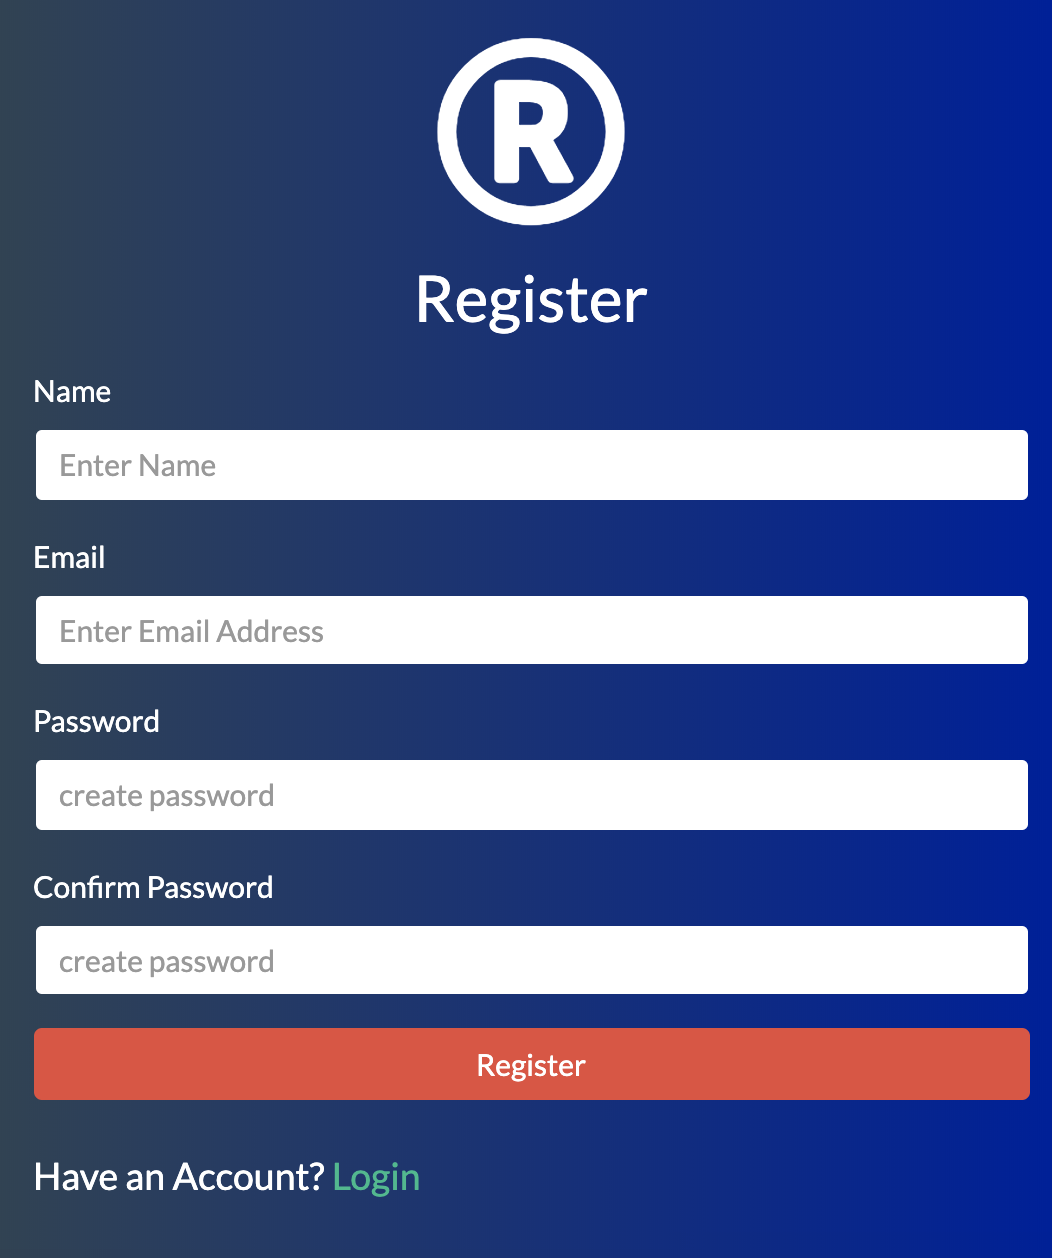 ®
Register
Name
Enter Name
Email
Enter Email Address
Password
create password
Confirm Password
create password
Register
Have an Account? Login